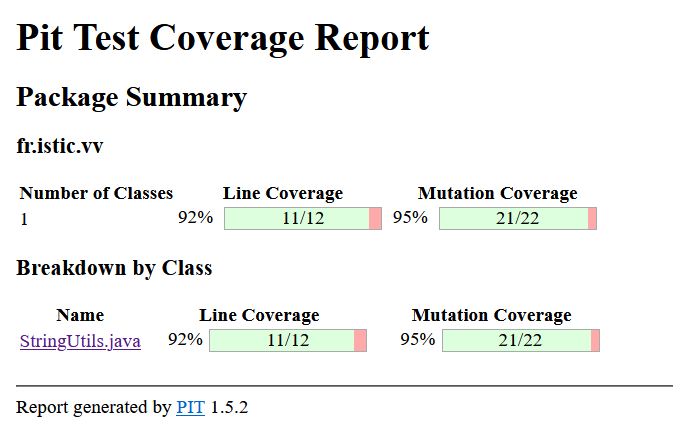 Pit Test Coverage Report
Package Summary
fr.istic.vv
Number of Classes Line Coverage Mutation Coverage
1 92% 11/12 95% 21/22
Breakdown by Class
Name Line Coverage Mutation Coverage
StringUtils.java 92% 11/12 95% 21/22
Report generated by PIT 1.5.2